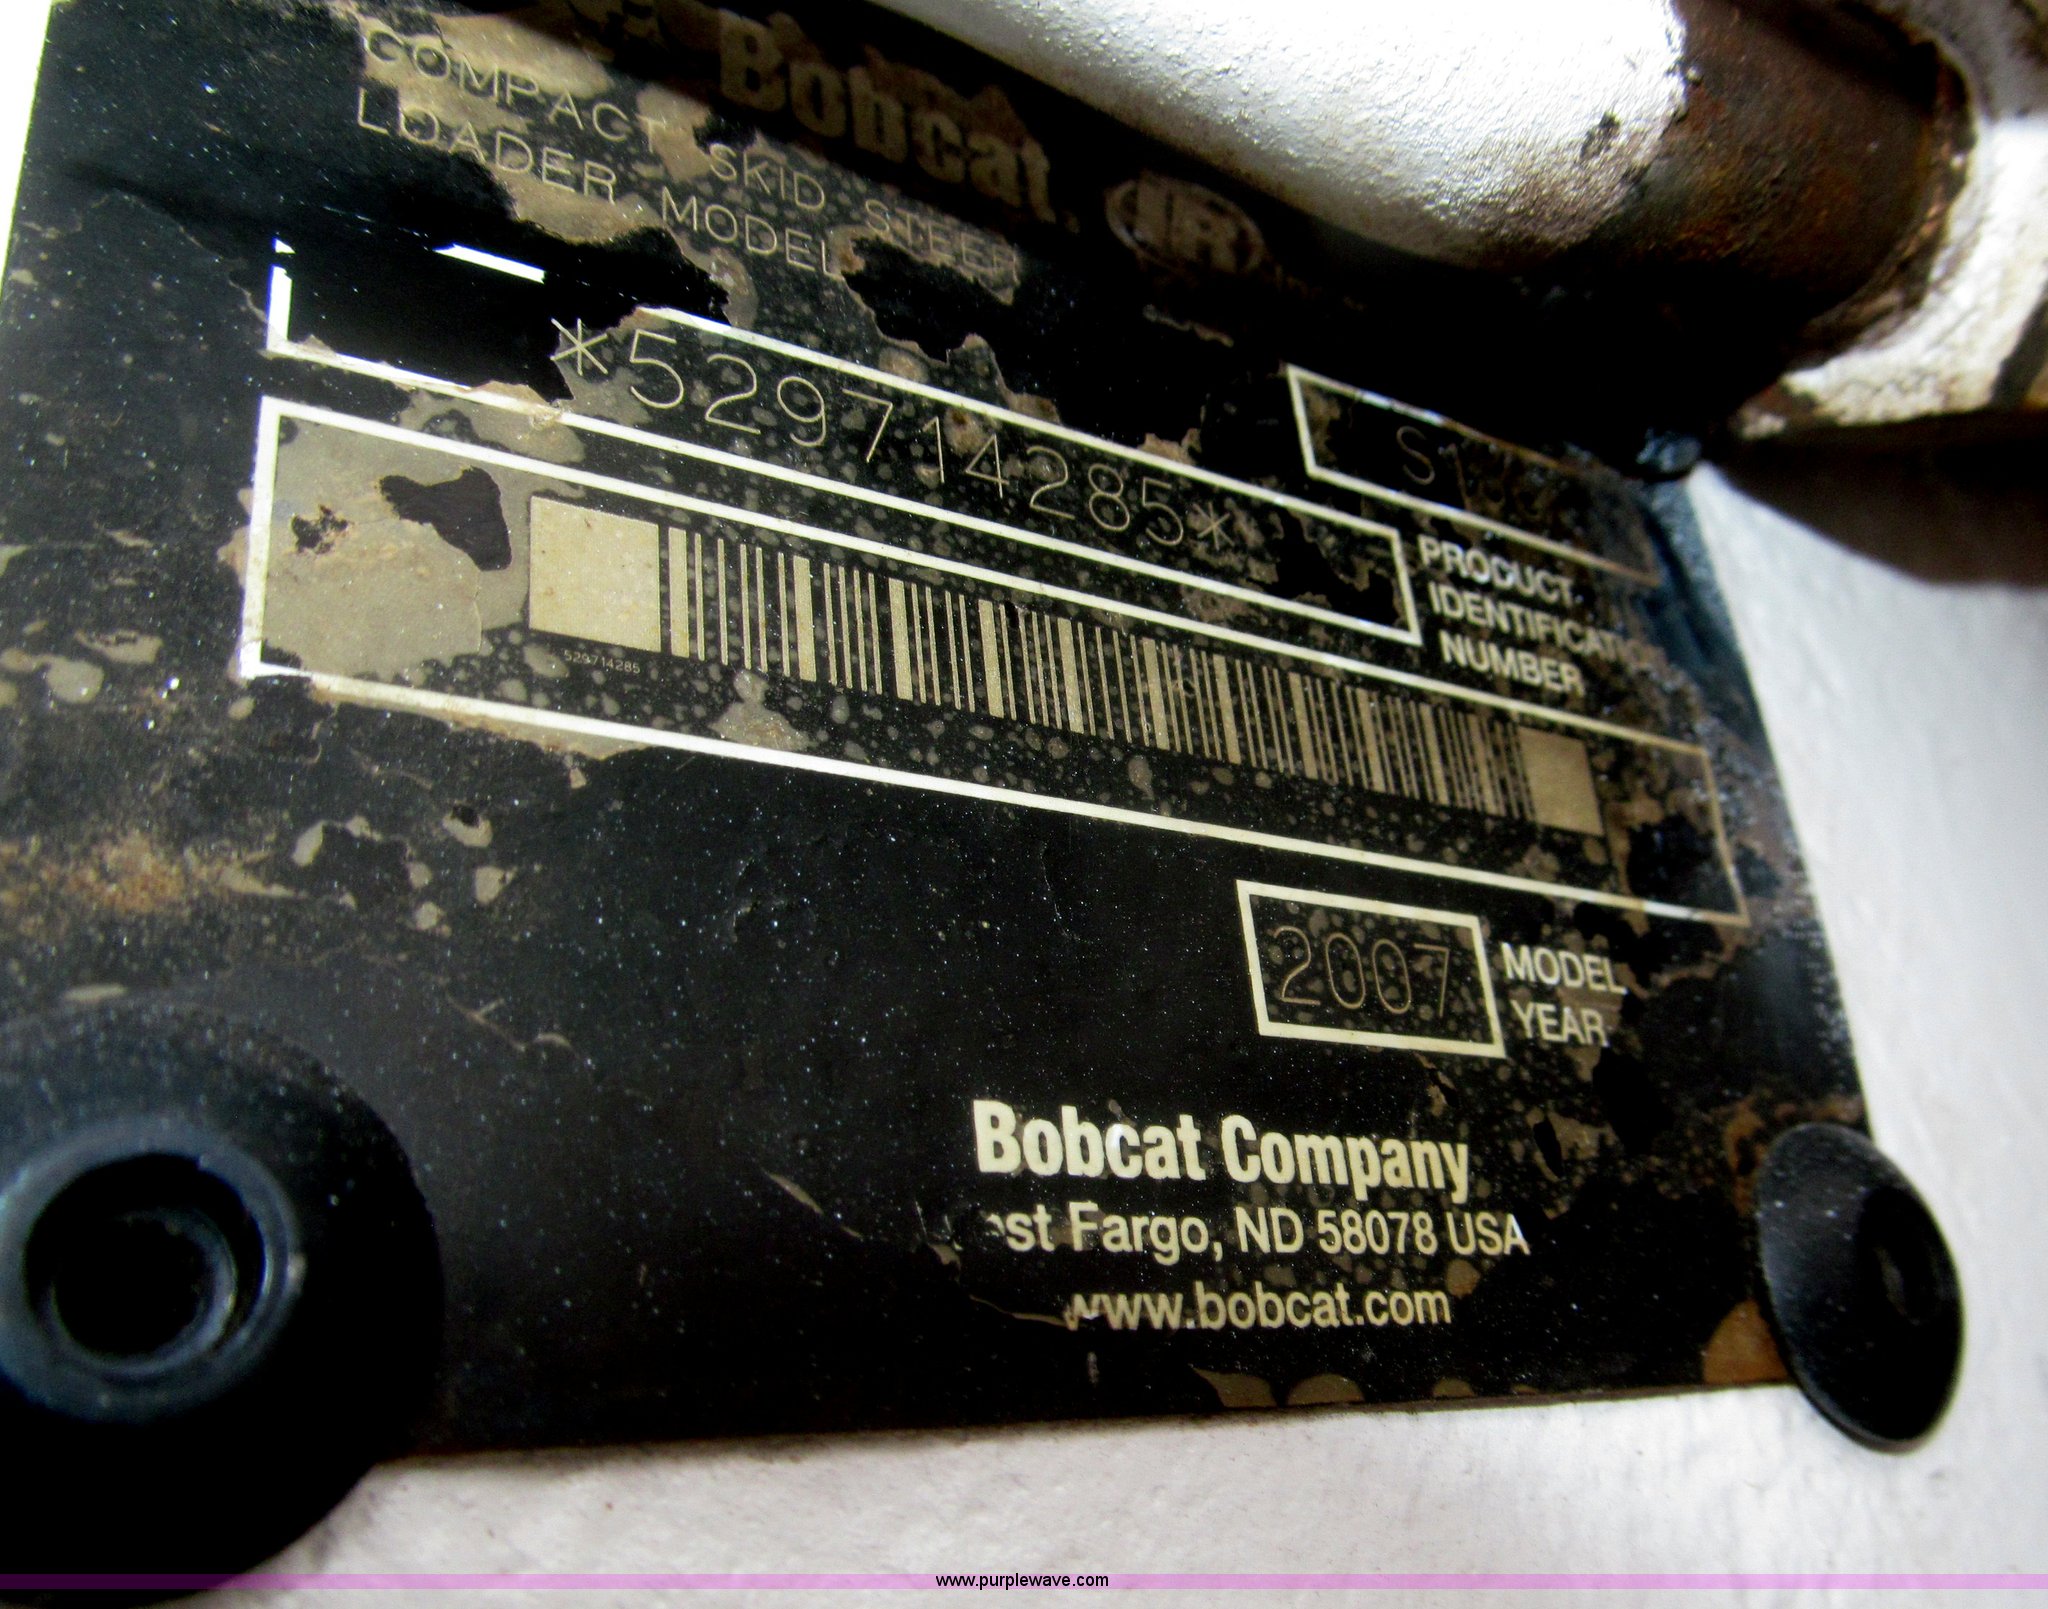 Bobcat
IR
COMPACT SKID STEER
LOADER MODEL
*529714285*
PRODUCT
IDENTIFICATION
NUMBER
529714285
2007
MODEL
YEAR
Bobcat Company
Fargo, ND 58078 USA
www.bobcat.com
www.purplewave.com